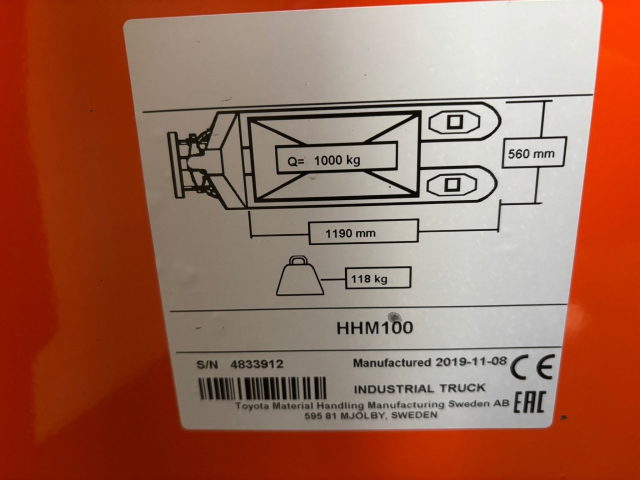 Q= 1000 kg
560 mm
1190 mm
118 kg
HHM100
S/N 4833912
Manufactured 2019-11-08
CE
INDUSTRIAL TRUCK
Toyota Material Handling Manufacturing Sweden AB
595 81 MJÖLBY, SWEDEN
EAC